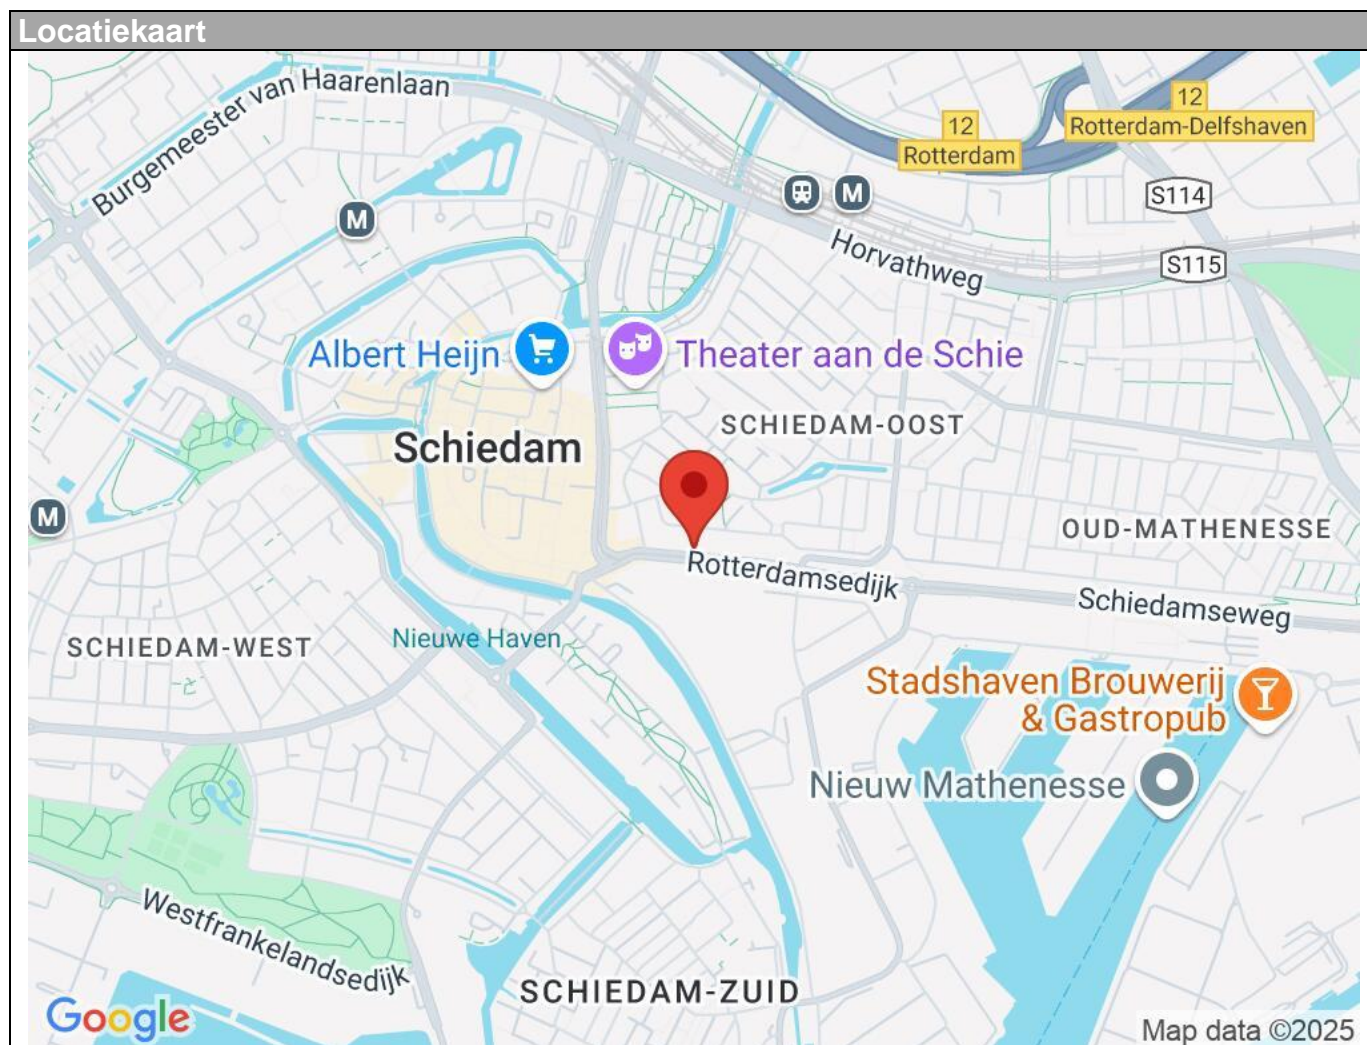 Locatiekaart
Burgemeester van Haarenlaan
12
Rotterdam-Delfshaven
12
Rotterdam
M
M
S114
Horvathweg
S115
Albert Heijn
Theater aan de Schie
SCHIEDAM-OOST
Schiedam
M
OUD-MATHENESSE
Rotterdamsedijk
Schiedamseweg
Nieuwe Haven
SCHIEDAM-WEST
Stadshaven Brouwerij
& Gastropub
Nieuw Mathenesse
Westfrankelandsedijk
SCHIEDAM-ZUID
Google
Map data ©2025